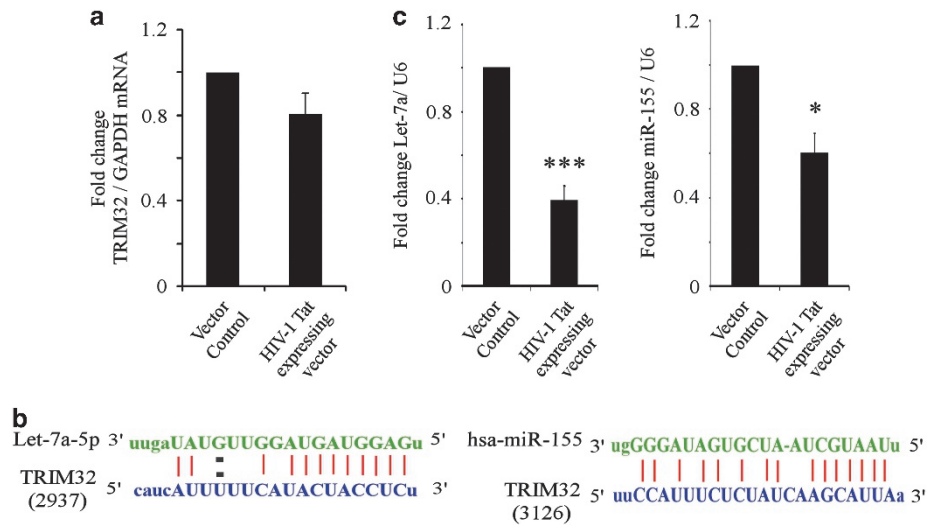 a
1.2
0.8
0.4
0
Fold change
TRIM32 / GAPDH mRNA
Vector
Control
HIV-1 Tat
expressing
vector
c
1.2
0.8
0.4
0
Fold change Let-7a/ U6
***
Vector
Control
HIV-1 Tat
expressing
vector
1.2
0.8
0.4
0
Fold change miR-155 / U6
*
Vector
Control
HIV-1 Tat
expressing
vector
b
Let-7a-5p 3' uugaUAUGUUGGAUGAUGGAGu 5'
TRIM32 (2937) 5' caucAUUUUUCAUACUACCUCu 3'
hsa-miR-155 3' ugGGGAUAGUGCUA-AUCGUAAUu 5'
TRIM32 (3126) 5' uuCCAUUUCUCUAUCAAGCAUUAa 3'